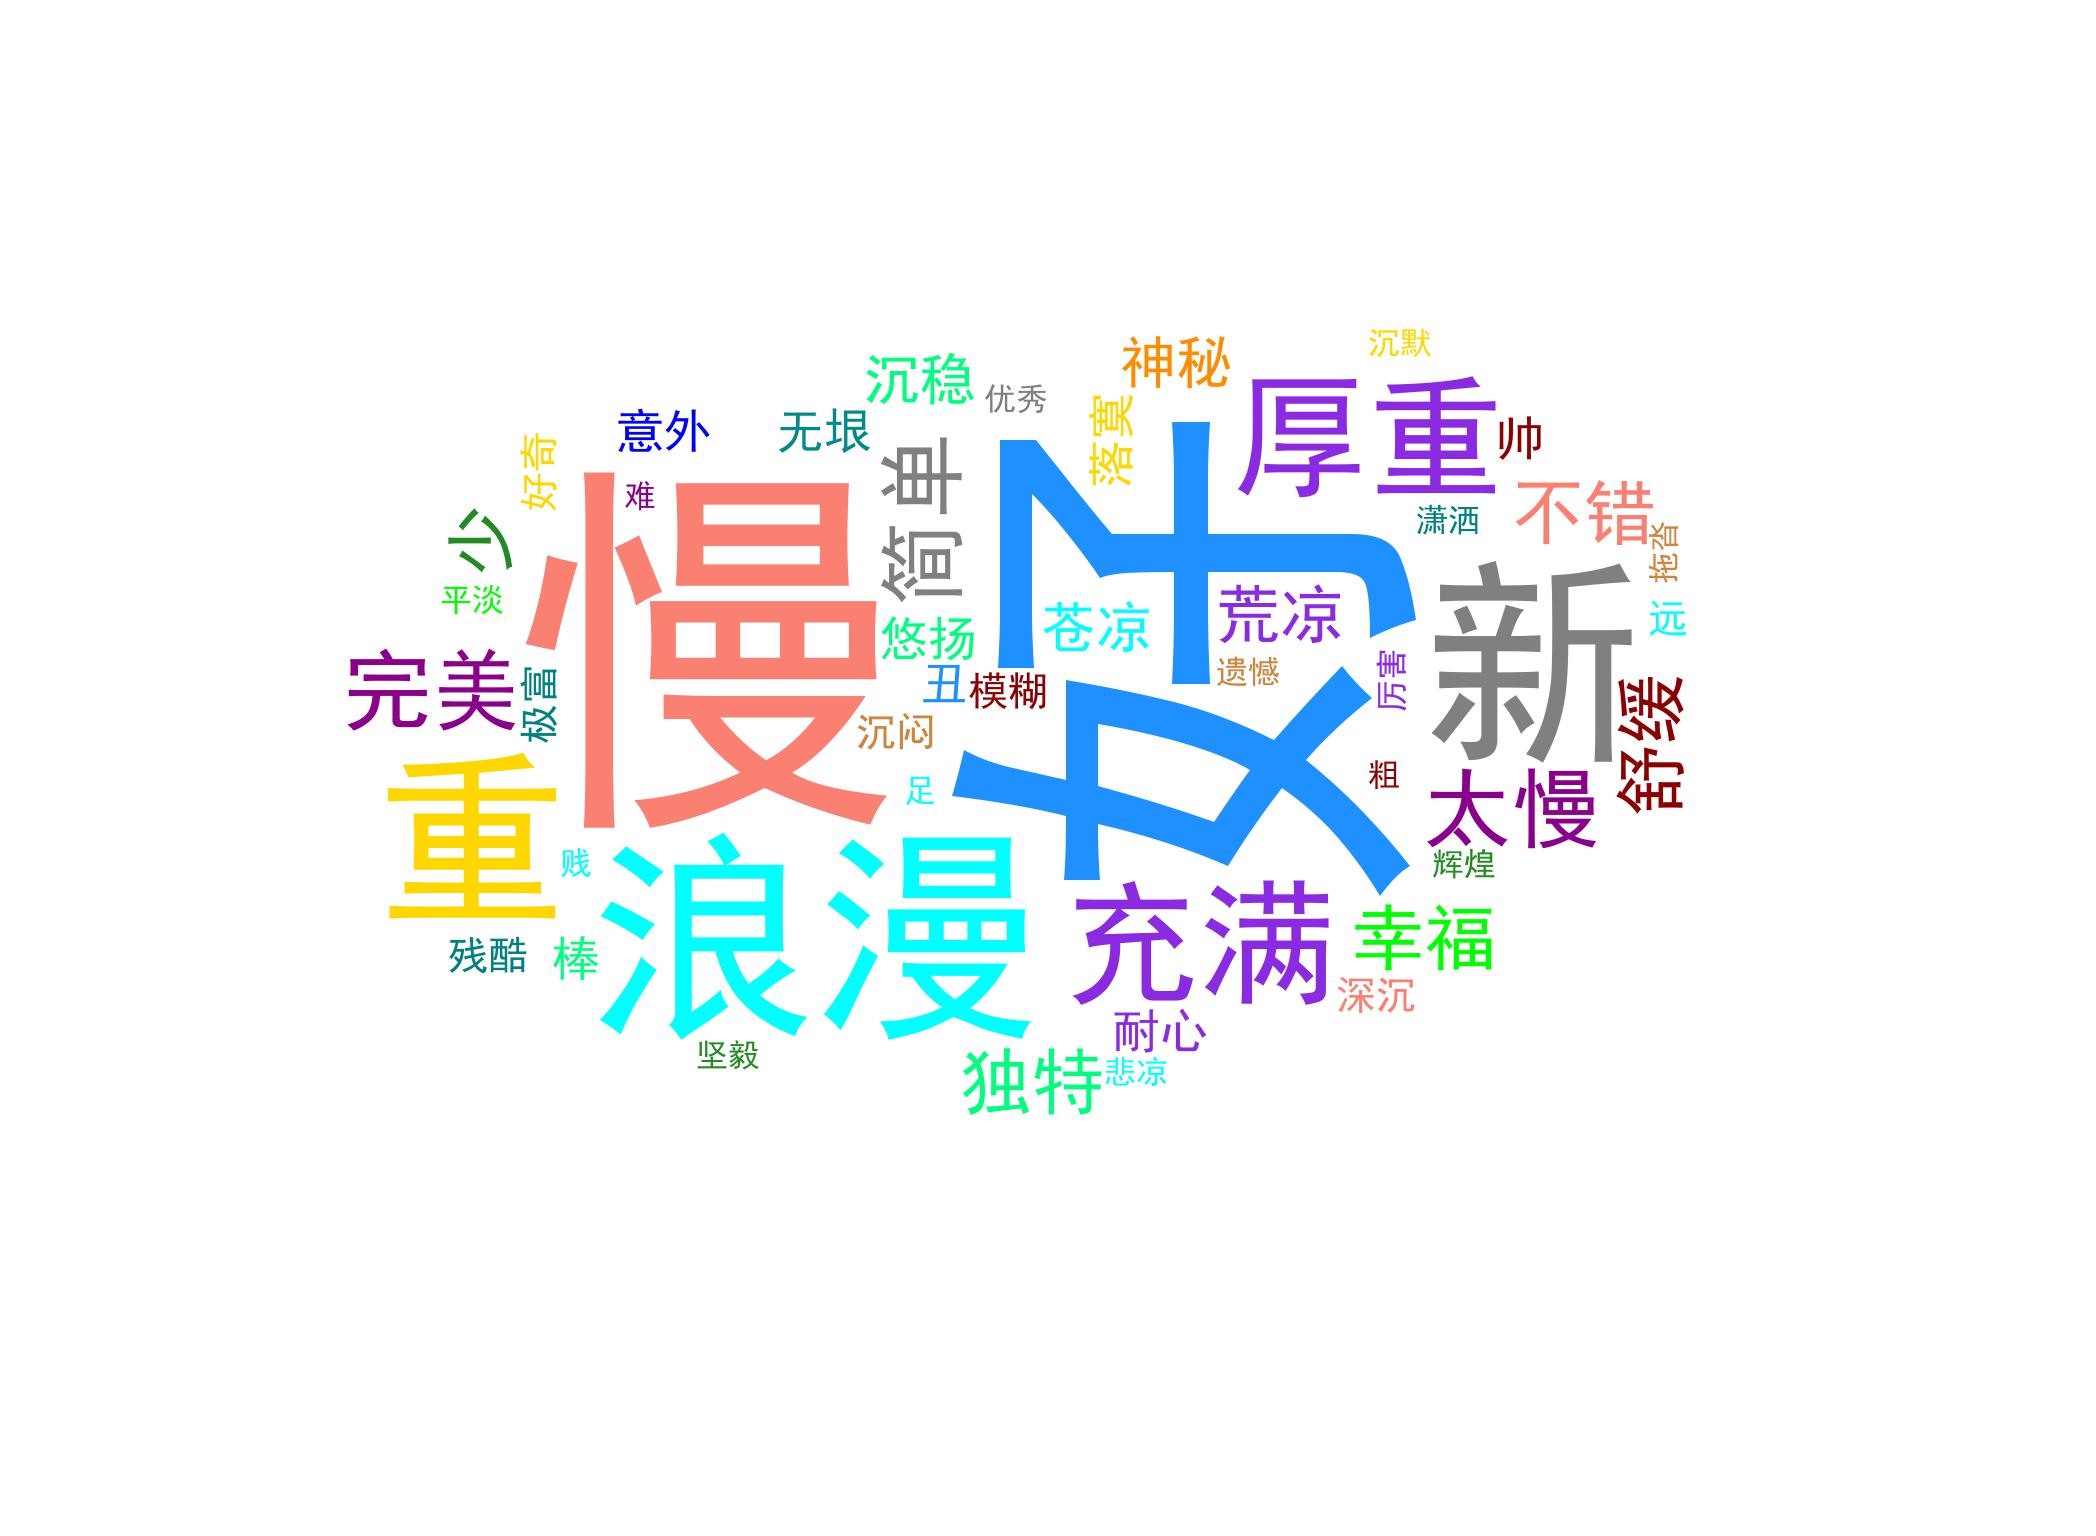 沉默
神秘
沉稳
优秀
厚重
落寞
帅
意外
无垠
好奇
简单
难
好
慢
不错
潇洒
少
拖沓
新
平淡
悠扬
苍凉
荒凉
远
遗憾
厉害
完美
极富
丑
模糊
舒缓
沉闷
粗
足
太慢
重
贱
辉煌
浪漫
充满
幸福
残酷
棒
深沉
耐心
坚毅
独特
悲凉